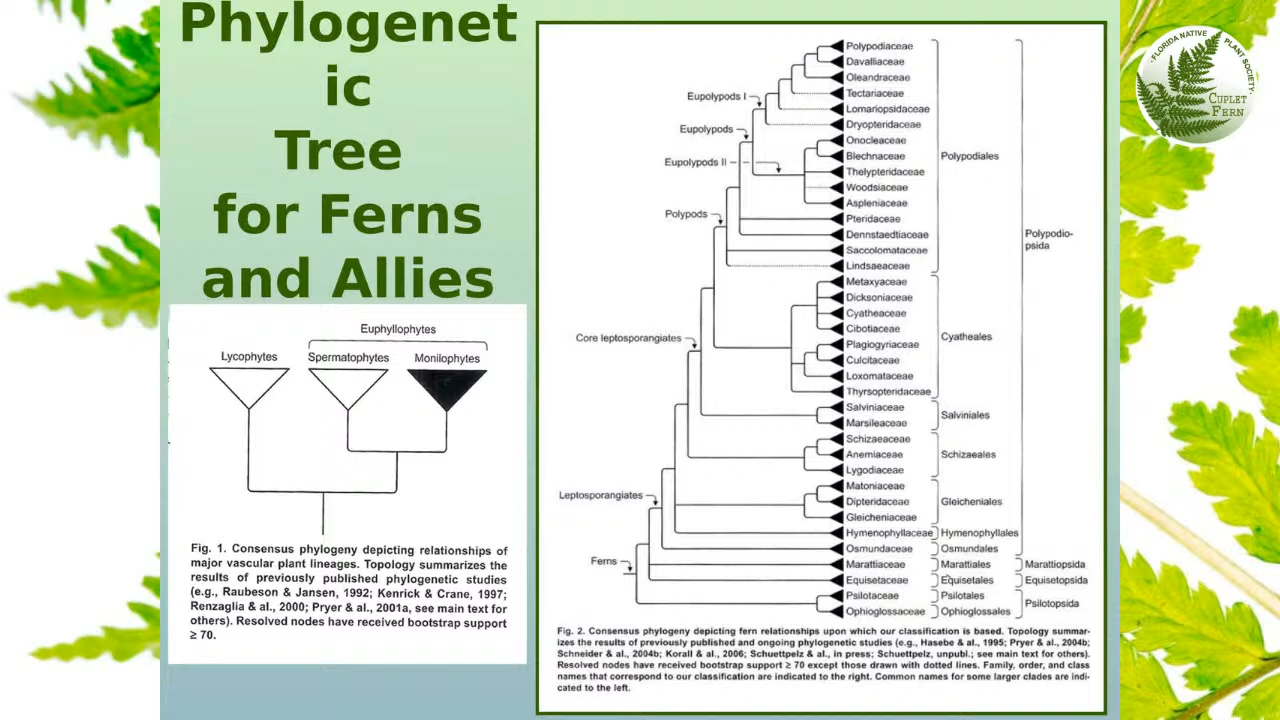 Phylogenet
ic
Tree
for Ferns
and Allies
Euphyllophytes
Lycophytes
Spermatophytes
Monilophytes
Fig. 1. Consensus phylogeny depicting relationships of
major vascular plant lineages. Topology summarizes the
results of previously published phylogenetic studies
(e.g., Raubeson & Jansen, 1992; Kenrick & Crane, 1997;
Renzaglia & al., 2000; Pryer & al., 2001a, see main text for
others). Resolved nodes have received bootstrap support
≥ 70.
Polypodiaceae
Davalliaceae
Oleandraceae
Tectariaceae
Lomariopsidaceae
Dryopteridaceae
Onocleaceae
Blechnaceae
Thelypteridaceae
Woodsiaceae
Aspleniaceae
Pteridaceae
Dennstaedtiaceae
Saccolomataceae
Lindsaeaceae
Metaxyaceae
Dicksoniaceae
Cyatheaceae
Cibotiaceae
Plagiogyriaceae
Culcitaceae
Loxomataceae
Thyrsopteridaceae
Salviniaceae
Marsileaceae
Schizaeaceae
Anemiaceae
Lygodiaceae
Matoniaceae
Dipteridaceae
Gleicheniaceae
Hymenophyllaceae
Osmundaceae
Marattiaceae
Equisetaceae
Psilotaceae
Ophioglossaceae
Eupolypods I
Eupolypods
Eupolypods II
Polypods
Core leptosporangiates
Leptosporangiates
Ferns
Polypodiales
Cyatheales
Salviniales
Schizaeales
Gleicheniales
Hymenophyllales
Osmundales
Marattiales
Equisetales
Psilotales
Ophioglossales
Polypodio-
psida
Marattiopsida
Equisetopsida
Psilotopsida
Fig. 2. Consensus phylogeny depicting fern relationships upon which our classification is based. Topology summar-
izes the results of previously published and ongoing phylogenetic studies (e.g., Hasebe & al., 1995; Pryer & al., 2004b;
Schneider & al., 2004b; Korall & al., 2006; Schuettpelz & al., in press; Schuettpelz, unpubl.; see main text for others).
Resolved nodes have received bootstrap support ≥ 70 except those drawn with dotted lines. Family, order, and class
names that correspond to our classification are indicated to the right. Common names for some larger clades are indi-
cated to the left.
FLORIDA NATIVE PLANT SOCIETY
CUPLET
FERN